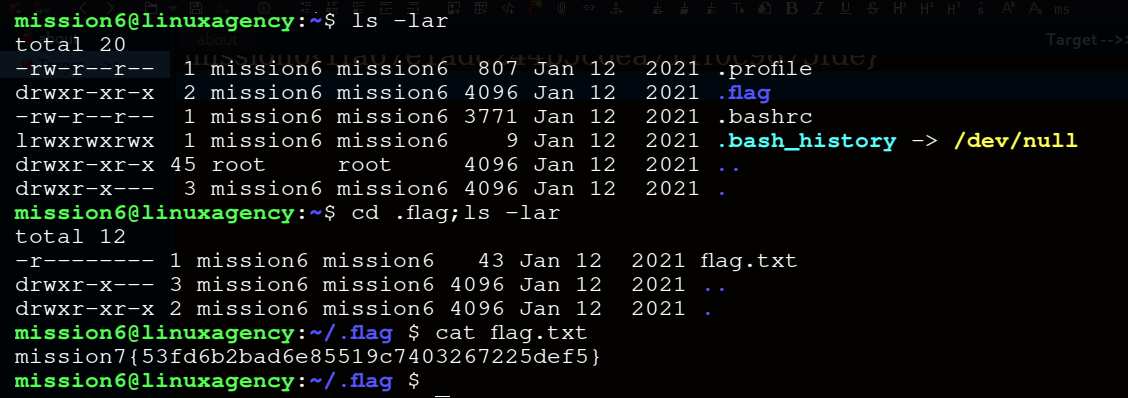 mission6@linuxagency:~$ ls -lar
total 20
-rw-r--r--  1 mission6 mission6  807 Jan 12  2021 .profile
drwxr-xr-x  2 mission6 mission6 4096 Jan 12  2021 .flag
-rw-r--r--  1 mission6 mission6 3771 Jan 12  2021 .bashrc
lrwxrwxrwx  1 mission6 mission6    9 Jan 12  2021 .bash_history -> /dev/null
drwxr-xr-x 45 root     root     4096 Jan 12  2021 ..
drwxr-x---  3 mission6 mission6 4096 Jan 12  2021 .
mission6@linuxagency:~$ cd .flag;ls -lar
total 12
-r-------- 1 mission6 mission6   43 Jan 12  2021 flag.txt
drwxr-x--- 3 mission6 mission6 4096 Jan 12  2021 ..
drwxr-xr-x 2 mission6 mission6 4096 Jan 12  2021 .
mission6@linuxagency:~/.flag $ cat flag.txt
mission7{53fd6b2bad6e85519c7403267225def5}
mission6@linuxagency:~/.flag $
about
Target-->